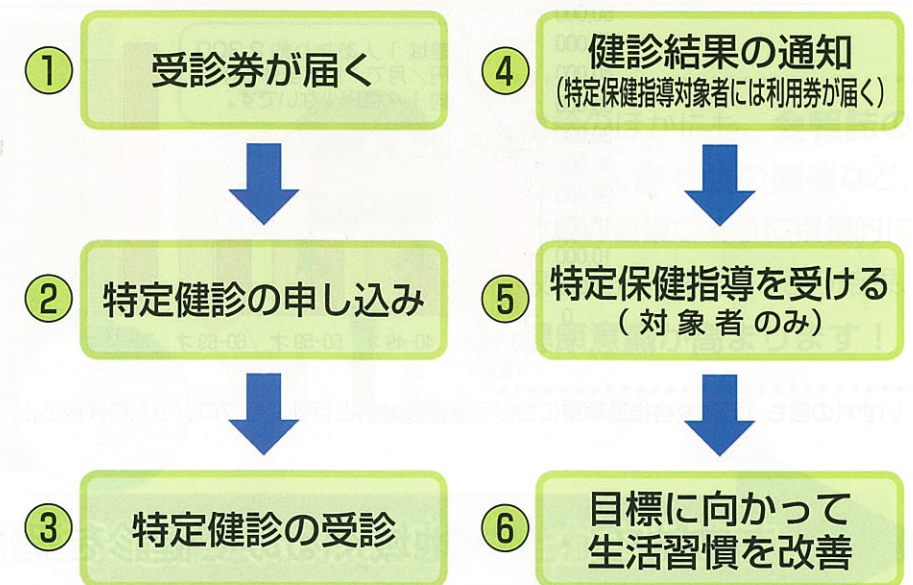 ① 受診券が届く
② 特定健診の申し込み
③ 特定健診の受診
④ 健診結果の通知
(特定保健指導対象者には利用券が届く)
⑤ 特定保健指導を受ける
(対象者のみ)
⑥ 目標に向かって
生活習慣を改善